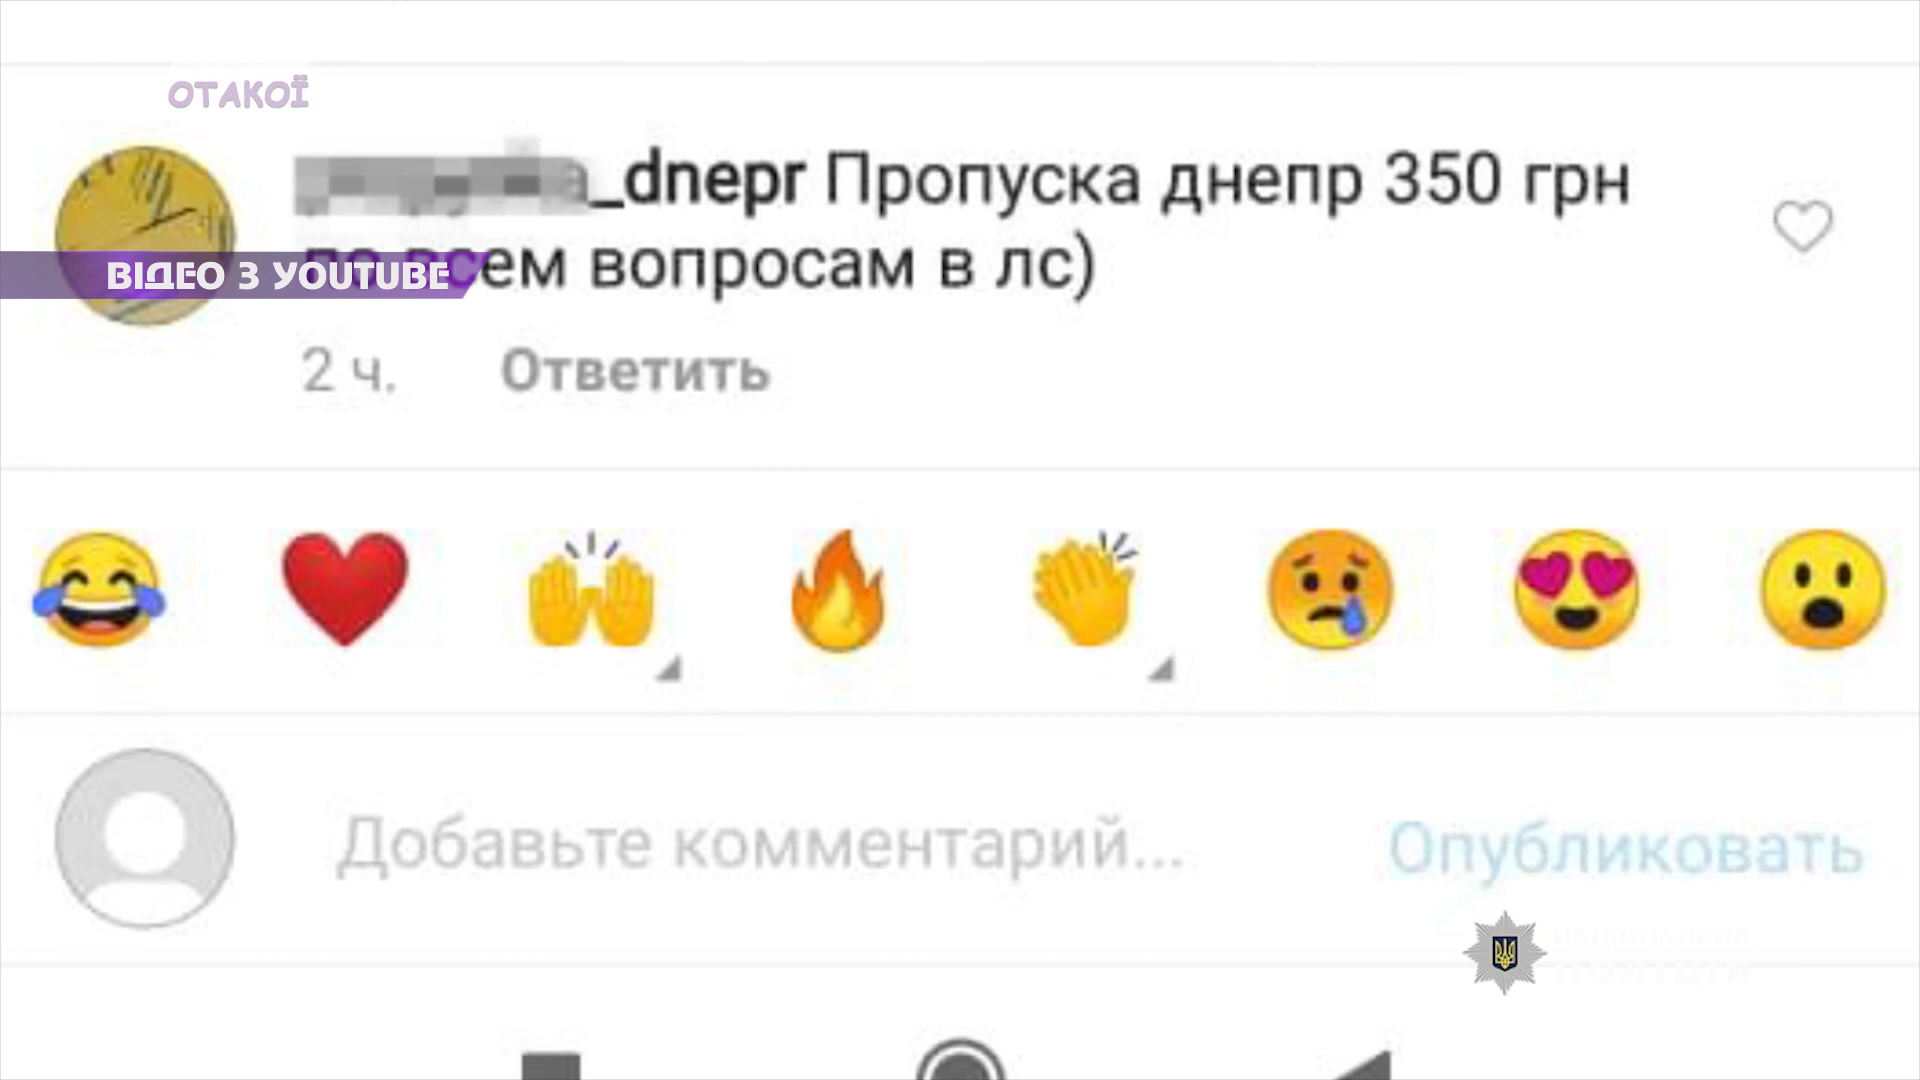 ОТАКОЇ
_dnepr Пропуска днепр 350 грн
по всем вопросам в лс)
ВІДЕО З YOUTUBE
2 ч.
Ответить
Добавьте комментарий...
Опубликовать